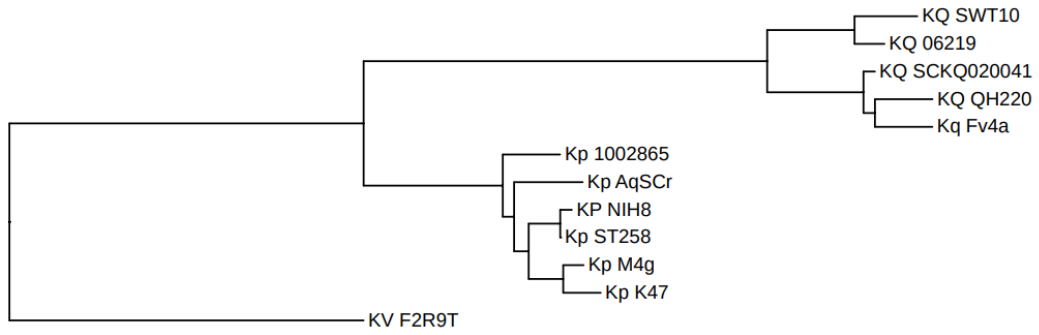 KQ SWT10
KQ 06219
KQ SCKQ020041
KQ QH220
Kq Fv4a
Kp 1002865
Kp AqSCr
KP NIH8
Kp ST258
Kp M4g
Kp K47
KV F2R9T